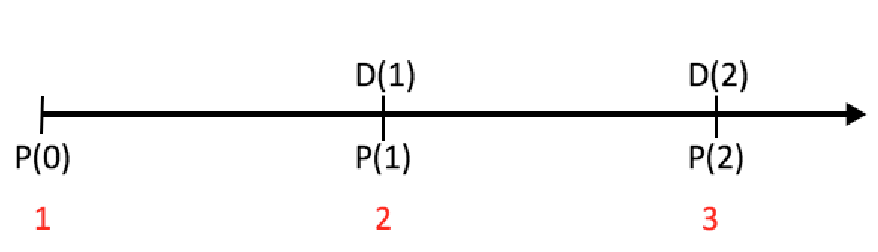 D(1) D(2)
P(0) P(1) P(2)
1 2 3